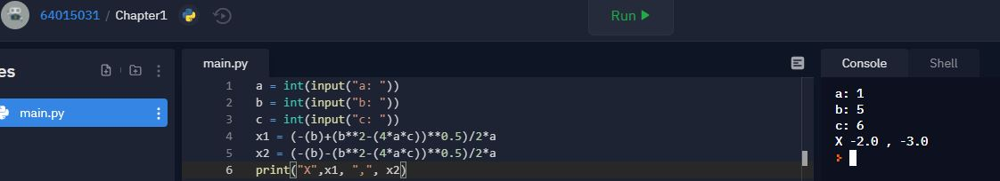 64015031 / Chapter1
Run
es
main.py
main.py
1 a = int(input("a: "))
2 b = int(input("b: "))
3 c = int(input("c: "))
4 x1 = (-(b)+(b**2-(4*a*c))**0.5)/2*a
5 x2 = (-(b)-(b**2-(4*a*c))**0.5)/2*a
6 print("X",x1, ",", x2)
Console Shell
a: 1
b: 5
c: 6
X -2.0 , -3.0